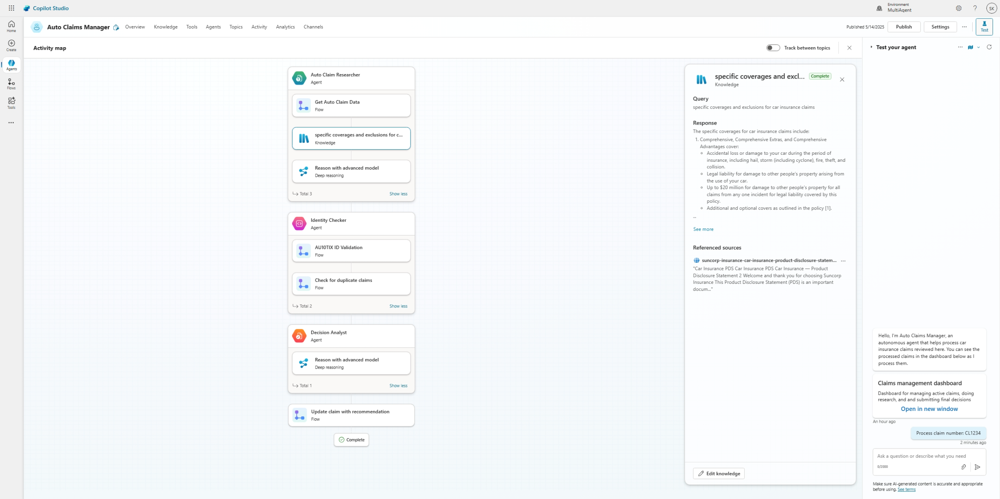 Copilot Studio
Environment
MultiAgent
SK
Home
Create
Agents
Flows
Tools
Auto Claims Manager
Overview
Knowledge
Tools
Agents
Topics
Activity
Analytics
Channels
Published 5/14/2025
Publish
Settings
Test
Activity map
Track between topics
Auto Claim Researcher
Agent
Get Auto Claim Data
Flow
specific coverages and exclusions for c...
Knowledge
Reason with advanced model
Deep reasoning
Total 3
Show less
Identity Checker
Agent
AU10TIX ID Validation
Flow
Check for duplicate claims
Flow
Total 2
Show less
Decision Analyst
Agent
Reason with advanced model
Deep reasoning
Total 1
Show less
Update claim with recommendation
Flow
Complete
specific coverages and excl...
Complete
Knowledge
Query
specific coverages and exclusions for car insurance claims
Response
The specific coverages for car insurance claims include:
1. Comprehensive, Comprehensive Extras, and Comprehensive
Advantages cover:
Accidental loss or damage to your car during the period of
insurance, including hail, storm (including cyclone), fire, theft, and
collision.
Legal liability for damage to other people's property arising from
the use of your car.
Up to $20 million for damage to other people's property for all
claims from any one incident for legal liability covered by this
policy.
Additional and optional covers as outlined in the policy [1].
...
See more
Referenced sources
suncorp-insurance-car-insurance-product-disclosure-statem...
"Car Insurance PDS Car Insurance PDS Car Insurance — Product
Disclosure Statement 2 Welcome and thank you for choosing Suncorp
Insurance This Product Disclosure Statement (PDS) is an important
docum..."
Edit knowledge
Test your agent
Hello, I'm Auto Claims Manager, an
autonomous agent that helps process car
insurance claims reviewed here. You can see the
processed claims in the dashboard below as I
process them.
Claims management dashboard
Dashboard for managing active claims, doing
research, and and submitting final decisions
Open in new window
An hour ago
Process claim number: CL1234
2 minutes ago
Ask a question or describe what you need
0/2000
Make sure AI-generated content is accurate and appropriate
before using. See terms